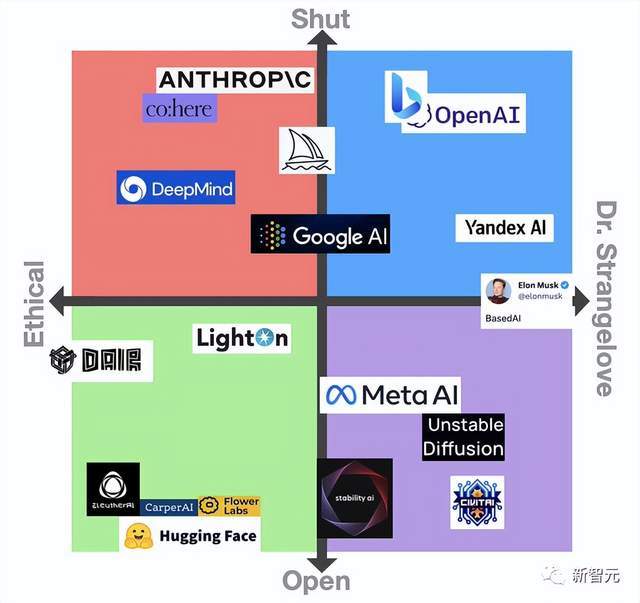 Shut
ANTHROP\C
co:here
OpenAI
DeepMind
Google AI
Yandex AI
Ethical
Dr. Strangelove
Elon Musk
@elonmusk
BasedAI
LightOn
DAIR
Meta AI
Unstable
Diffusion
EleutherAI
CarperAI
Flower
Labs
stability ai
CIVITAI
Hugging Face
Open
新智元